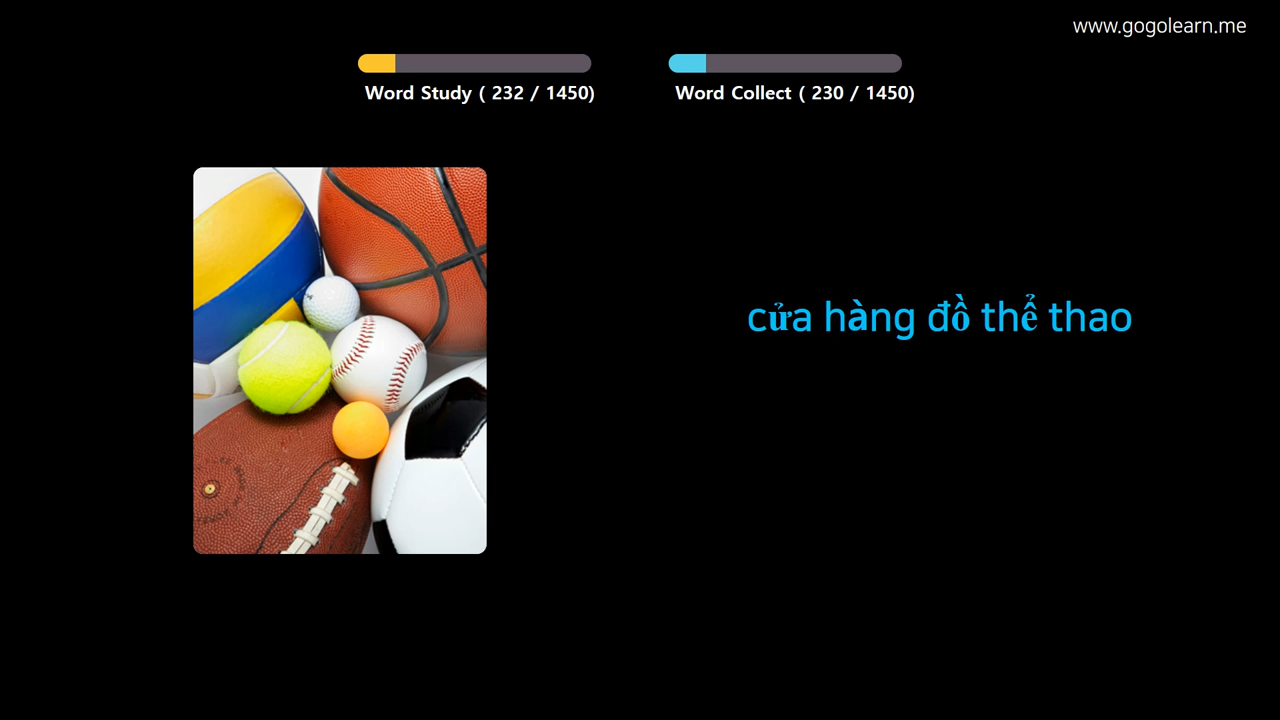 www.gogolearn.me
Word Study ( 232 / 1450)
Word Collect ( 230 / 1450)
cửa hàng đồ thể thao